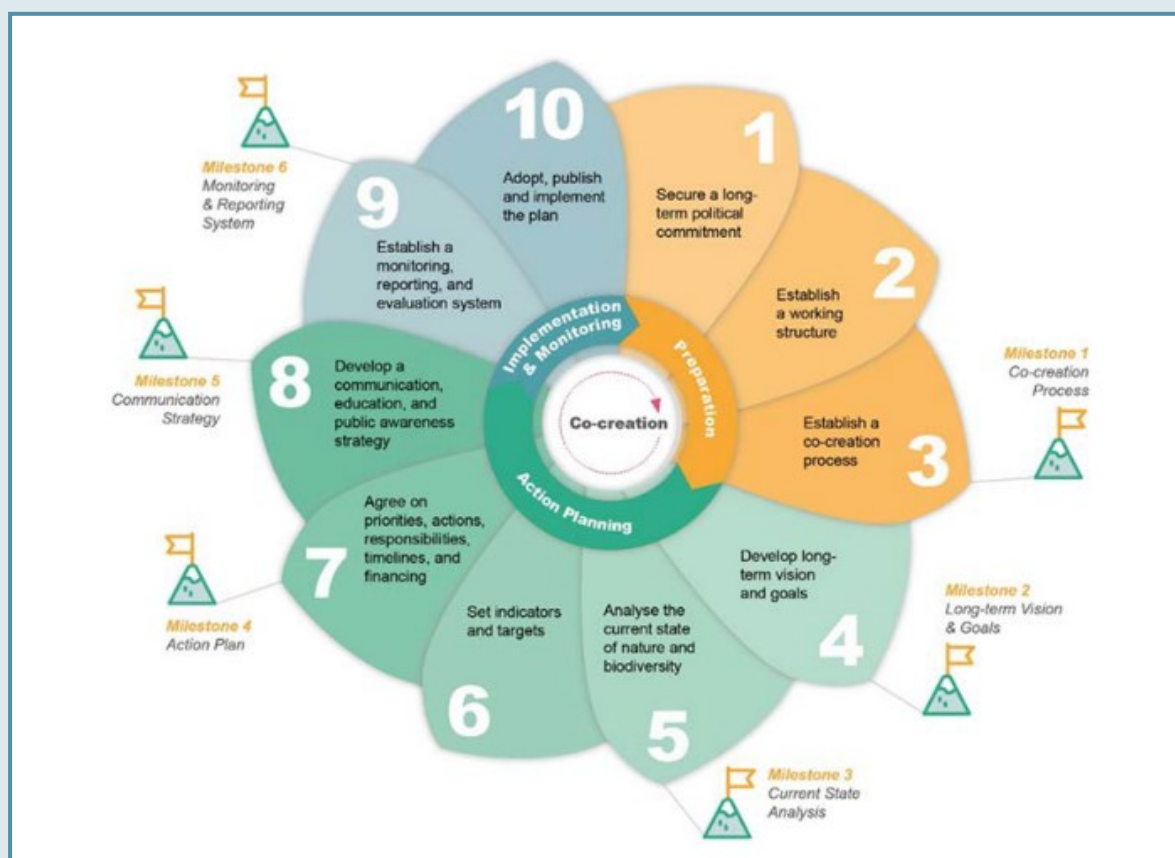 1
Secure a long-
term political
commitment
2
Establish
a working
structure
3
Establish a
co-creation
process
Milestone 1
Co-creation
Process
4
Develop long-
term vision
and goals
Milestone 2
Long-term Vision
& Goals
5
Analyse the
current state
of nature and
biodiversity
Milestone 3
Current State
Analysis
6
Set indicators
and targets
7
Agree on
priorities, actions,
responsibilities,
timelines, and
financing
Milestone 4
Action Plan
8
Develop a
communication,
education, and
public awareness
strategy
Milestone 5
Communication
Strategy
9
Establish a
monitoring,
reporting, and
evaluation system
Milestone 6
Monitoring
& Reporting
System
10
Adopt, publish
and implement
the plan
Preparation
Action Planning
Implementation
& Monitoring
Co-creation